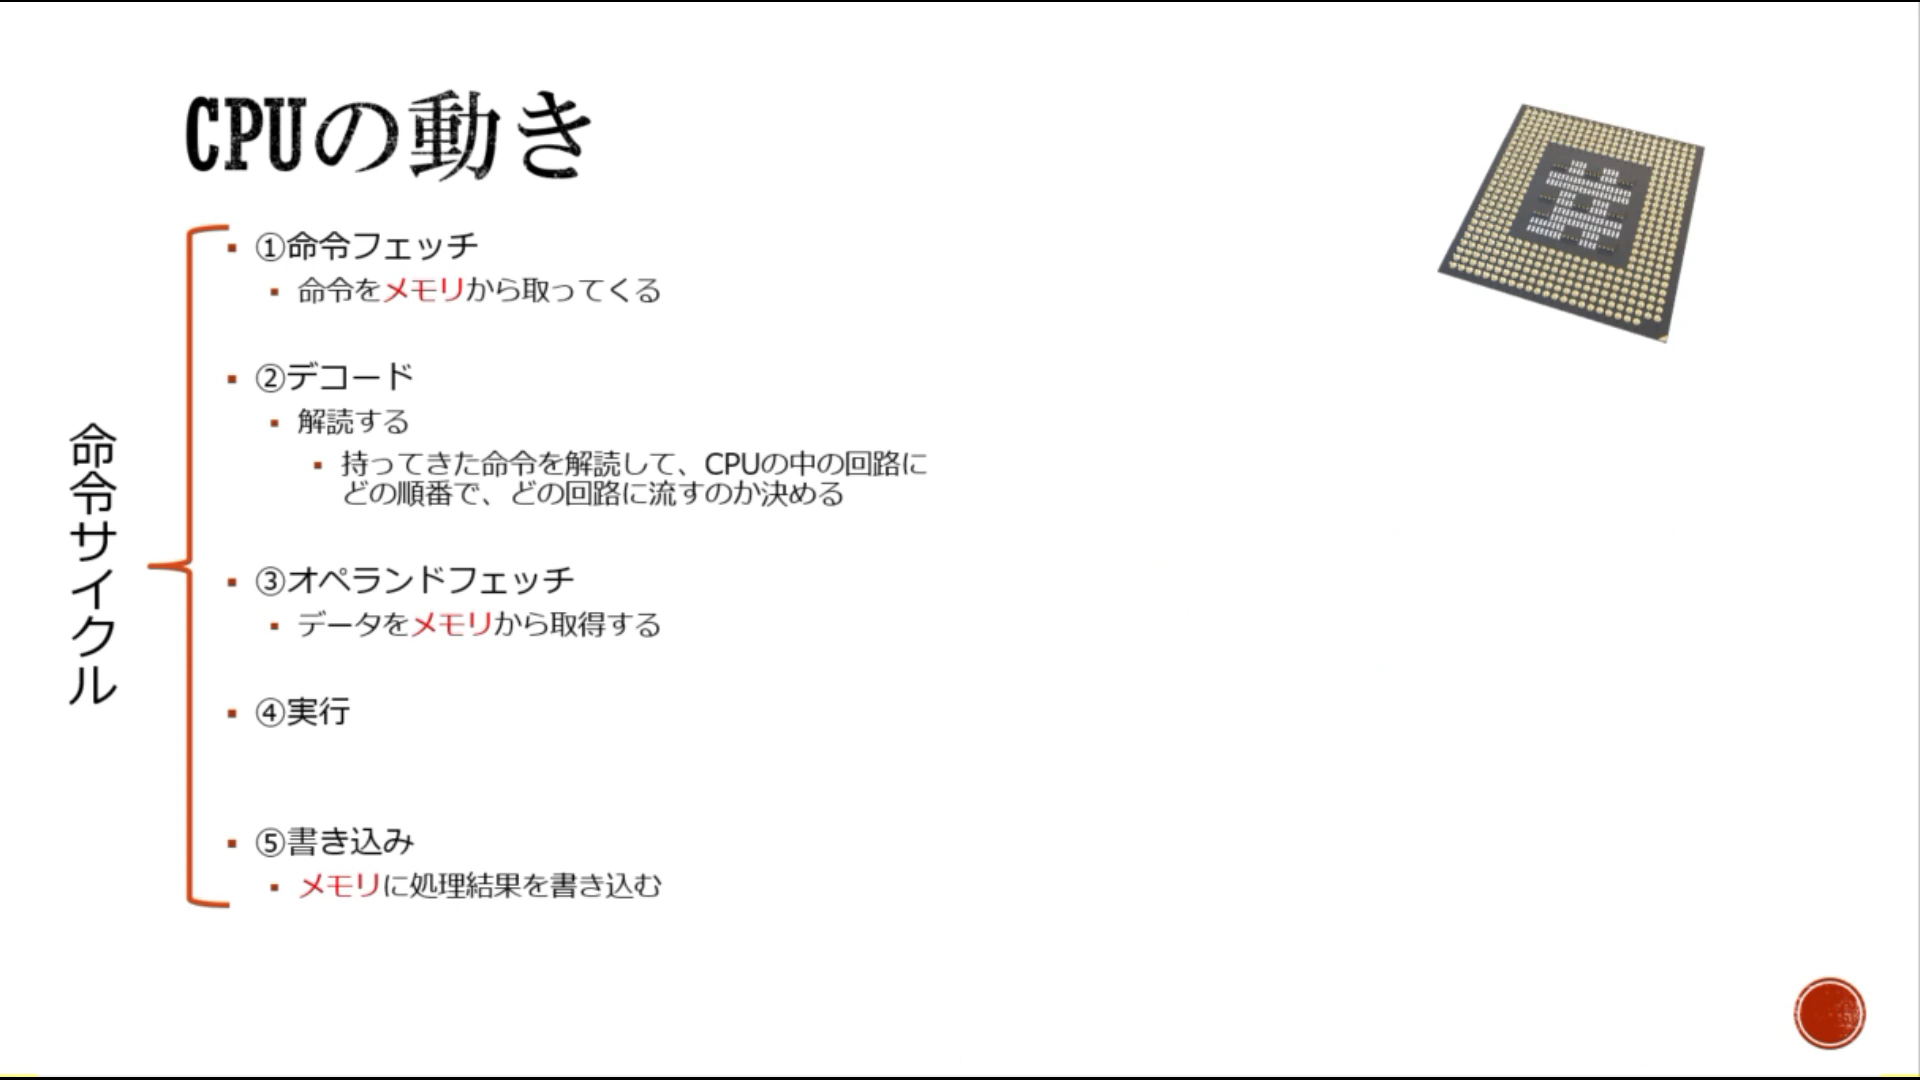 CPUの動き
命令サイクル
①命令フェッチ
命令をメモリから取ってくる
②デコード
解読する
持ってきた命令を解読して、CPUの中の回路に
どの順番で、どの回路に流すのか決める
③オペランドフェッチ
データをメモリから取得する
④実行
⑤書き込み
メモリに処理結果を書き込む